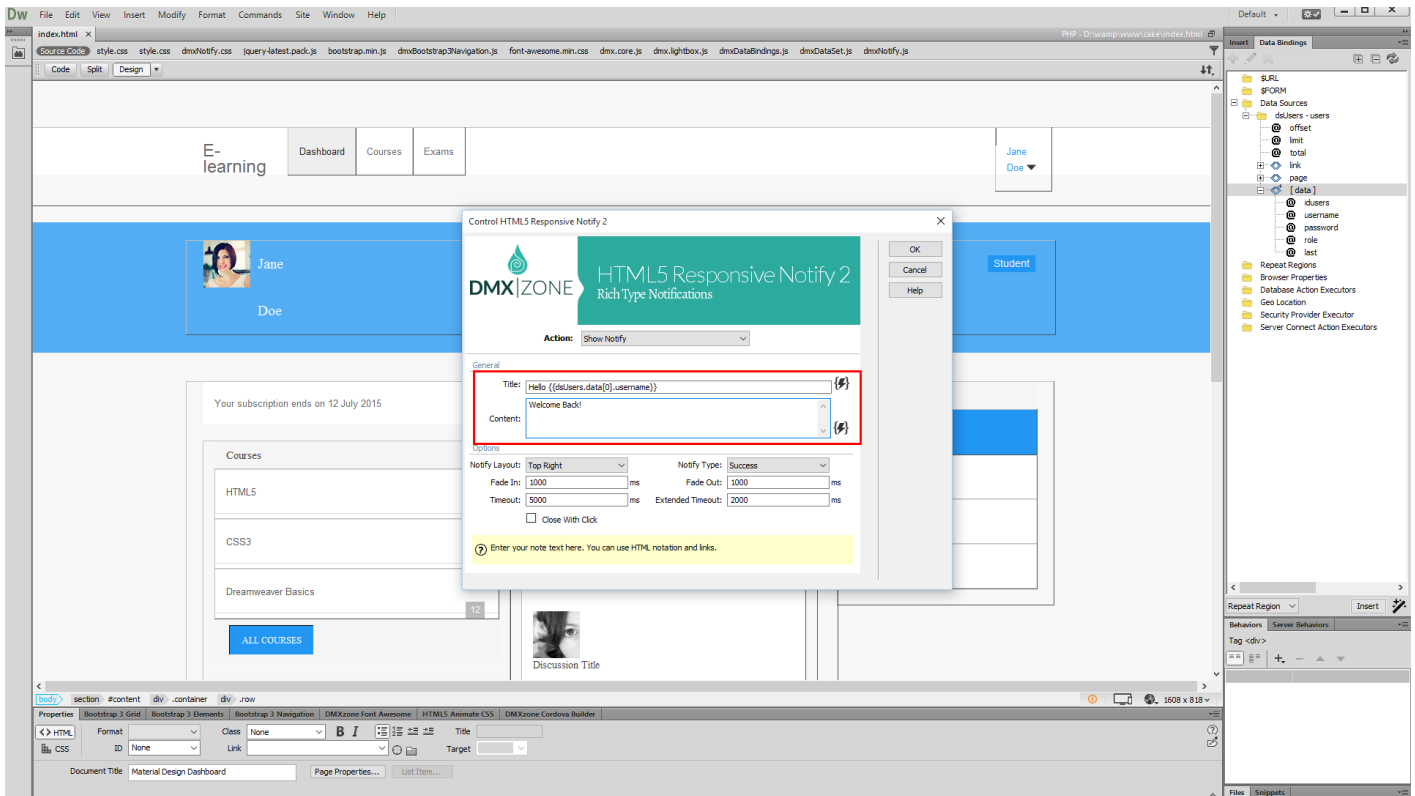 Dw File Edit View Insert Modify Format Commands Site Window Help
Default
index.html ×
PHP - D:\wamp\www\cake\index.html
Source Code style.css style.css dmxNotify.css jquery-latest.pack.js bootstrap.min.js dmxBootstrap3Navigation.js font-awesome.min.css dmx.core.js dmx.lightbox.js dmxDataBindings.js dmxDataSet.js dmxNotify.js
Code Split Design
E-
learning
Dashboard Courses Exams
Jane
Doe
Jane
Doe
Student
Your subscription ends on 12 July 2015
Courses
HTML5
CSS3
Dreamweaver Basics
12
ALL COURSES
Discussion Title
Control HTML5 Responsive Notify 2
DMX|ZONE
HTML5 Responsive Notify 2
Rich Type Notifications
OK
Cancel
Help
Action: Show Notify
General
Title: Hello {{dsUsers.data[0].username}}
Content: Welcome Back!
Options
Notify Layout: Top Right Notify Type: Success
Fade In: 1000 ms Fade Out: 1000 ms
Timeout: 5000 ms Extended Timeout: 2000 ms
Close With Click
Enter your note text here. You can use HTML notation and links.
Insert Data Bindings
$URL
$FORM
Data Sources
dsUsers - users
offset
limit
total
link
page
[ data ]
idusers
username
password
role
last
Repeat Regions
Browser Properties
Database Action Executors
Geo Location
Security Provider Executor
Server Connect Action Executors
Repeat Region Insert
Behaviors Server Behaviors
Tag <div>
Files Snippets
body section #content div .container div .row
1608 x 818
Properties Bootstrap 3 Grid Bootstrap 3 Elements Bootstrap 3 Navigation DMXzone Font Awesome HTML5 Animate CSS DMXzone Cordova Builder
<> HTML Format Class None B I Title
CSS ID None Link Target
Document Title Material Design Dashboard Page Properties... List Item...